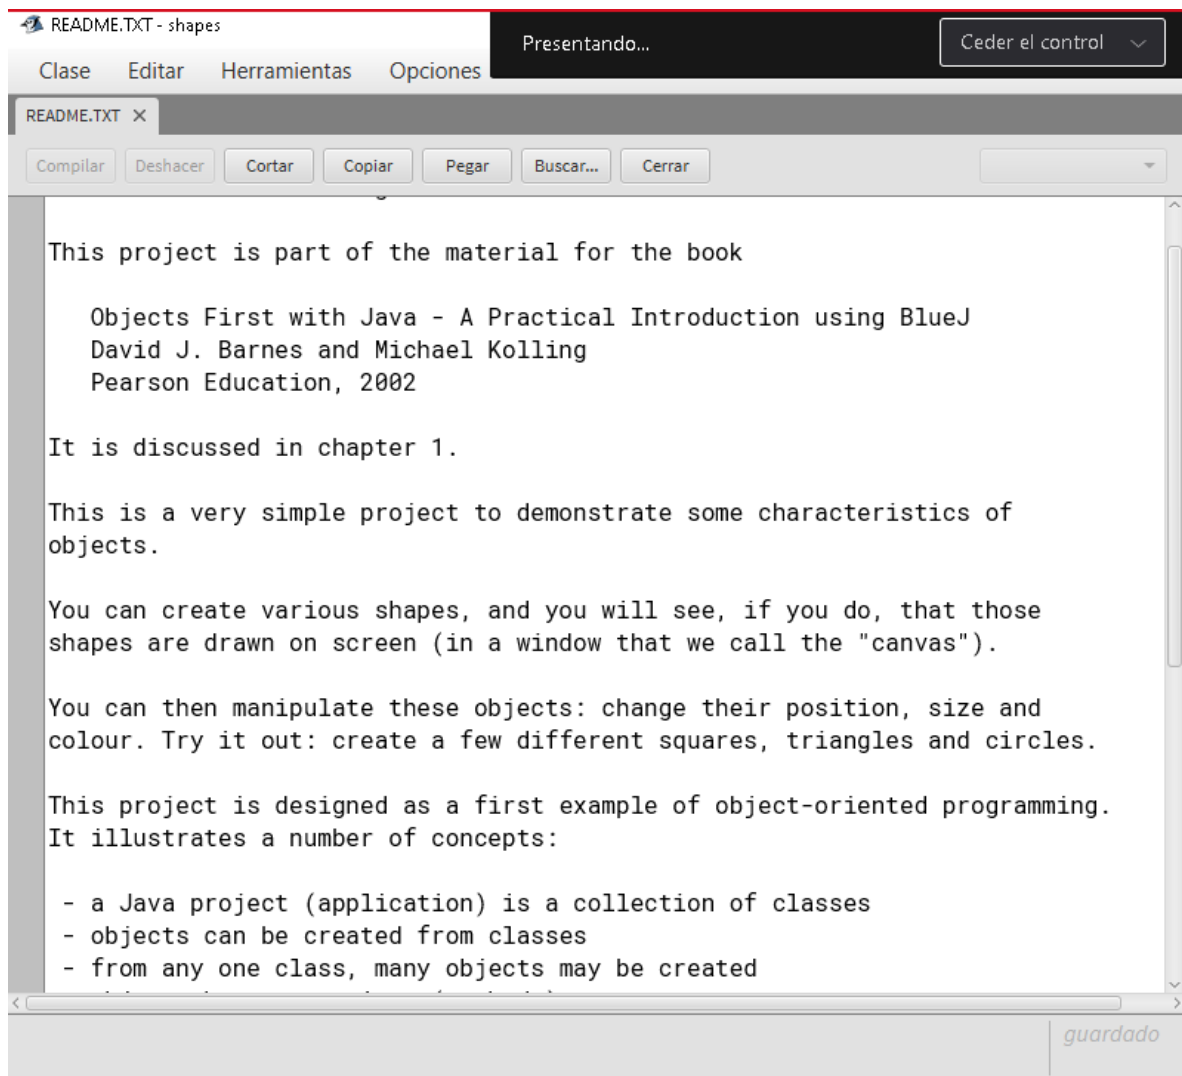 README.TXT - shapes
Presentando...
Ceder el control
Clase Editar Herramientas Opciones
README.TXT
Compilar Deshacer Cortar Copiar Pegar Buscar... Cerrar
This project is part of the material for the book
Objects First with Java - A Practical Introduction using BlueJ
David J. Barnes and Michael Kolling
Pearson Education, 2002
It is discussed in chapter 1.
This is a very simple project to demonstrate some characteristics of
objects.
You can create various shapes, and you will see, if you do, that those
shapes are drawn on screen (in a window that we call the "canvas").
You can then manipulate these objects: change their position, size and
colour. Try it out: create a few different squares, triangles and circles.
This project is designed as a first example of object-oriented programming.
It illustrates a number of concepts:
- a Java project (application) is a collection of classes
- objects can be created from classes
- from any one class, many objects may be created
guardado